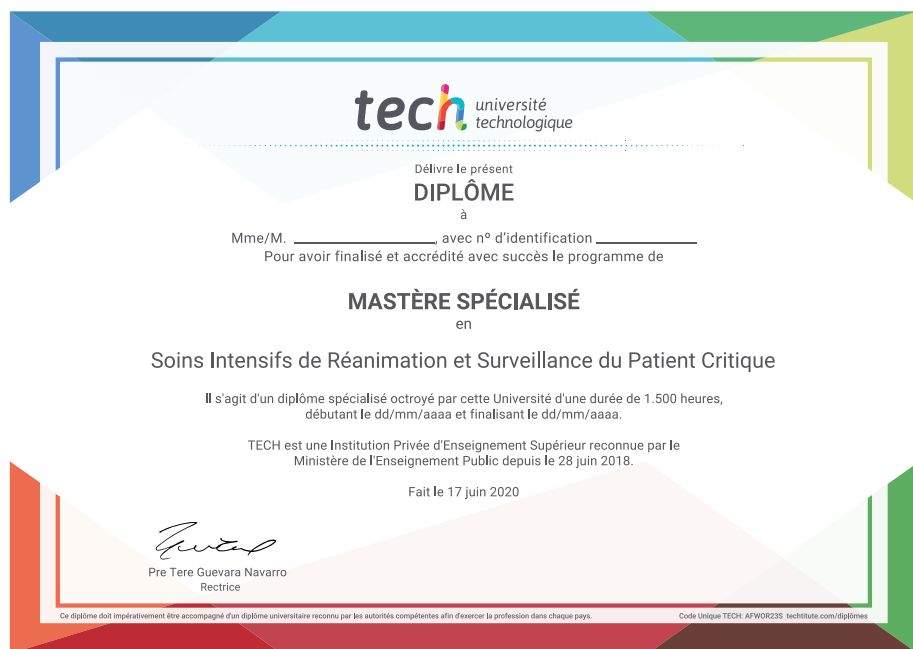 tech université
technologique
Délivre le présent
DIPLÔME
à
Mme/M. ____________, avec nº d'identification ____________
Pour avoir finalisé et accrédité avec succès le programme de
MASTÈRE SPÉCIALISÉ
en
Soins Intensifs de Réanimation et Surveillance du Patient Critique
Il s'agit d'un diplôme spécialisé octroyé par cette Université d'une durée de 1.500 heures,
débutant le dd/mm/aaaa et finalisant le dd/mm/aaaa.
TECH est une Institution Privée d'Enseignement Supérieur reconnue par le
Ministère de l'Enseignement Public depuis le 28 juin 2018.
Fait le 17 juin 2020
Pre Tere Guevara Navarro
Rectrice
Ce diplôme doit impérativement être accompagné d'un diplôme universitaire reconnu par les autorités compétentes afin d'exercer la profession dans chaque pays.
Code Unique TECH: AFWOR23S techtitute.com/diplômes